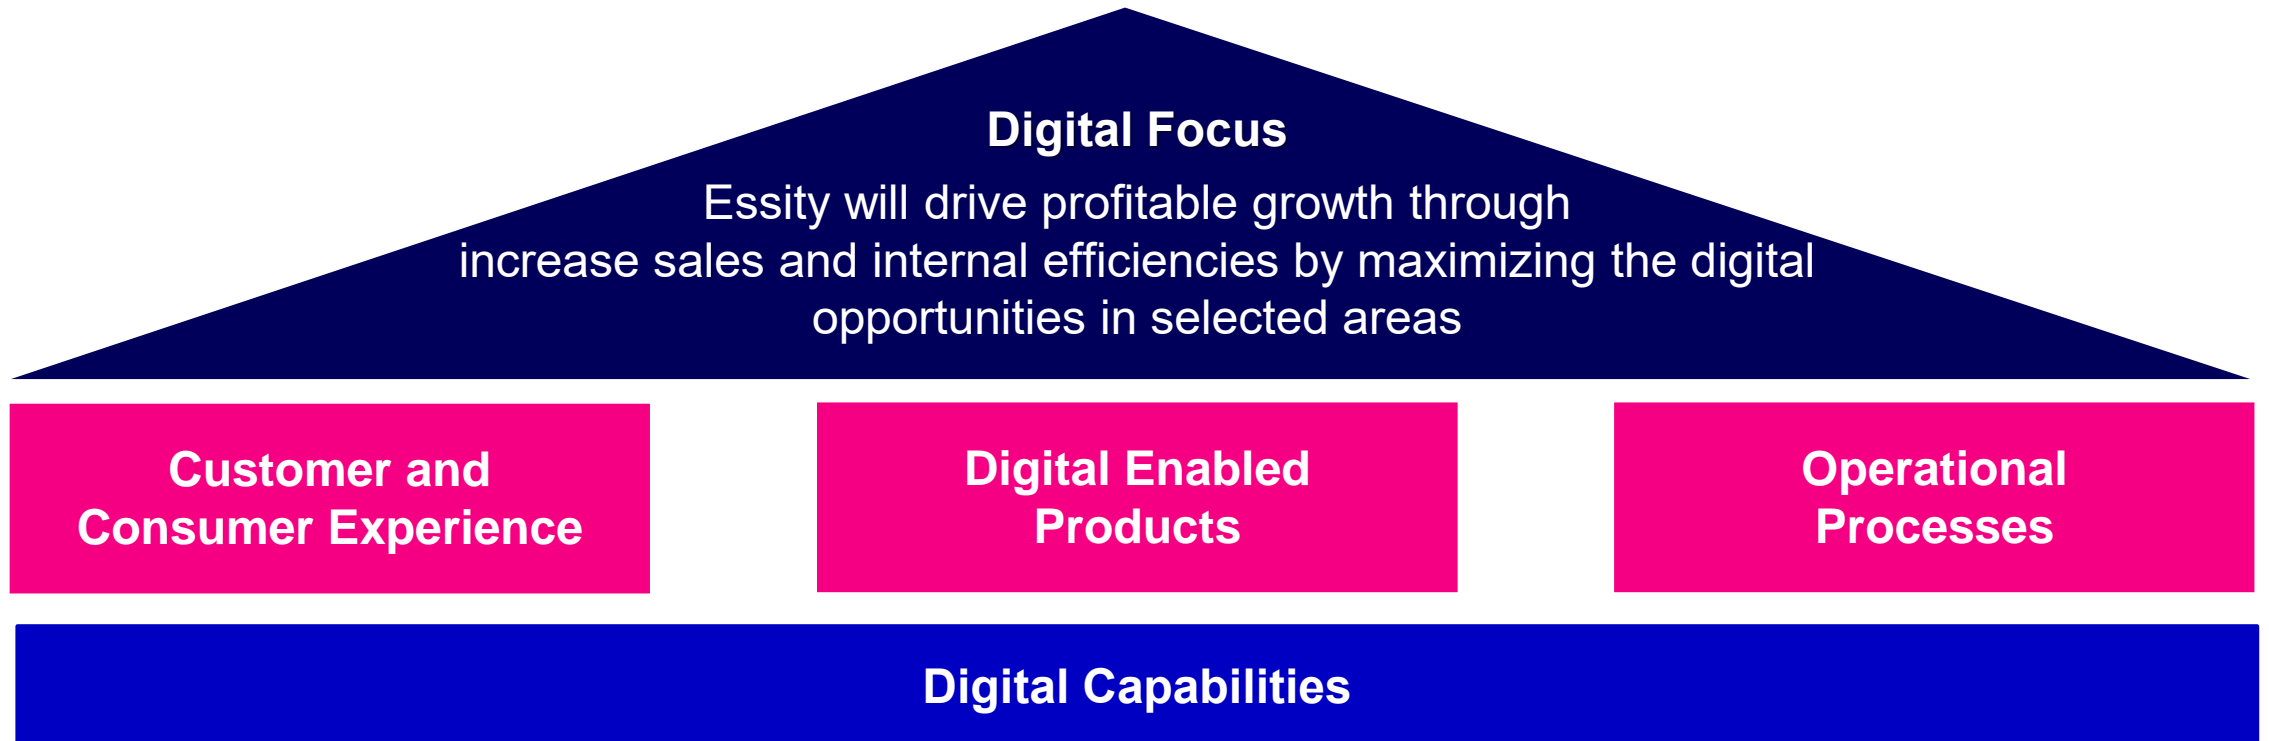 Digital Focus
Essity will drive profitable growth through
increase sales and internal efficiencies by maximizing the digital
opportunities in selected areas
Customer and
Consumer Experience
Digital Enabled
Products
Operational
Processes
Digital Capabilities